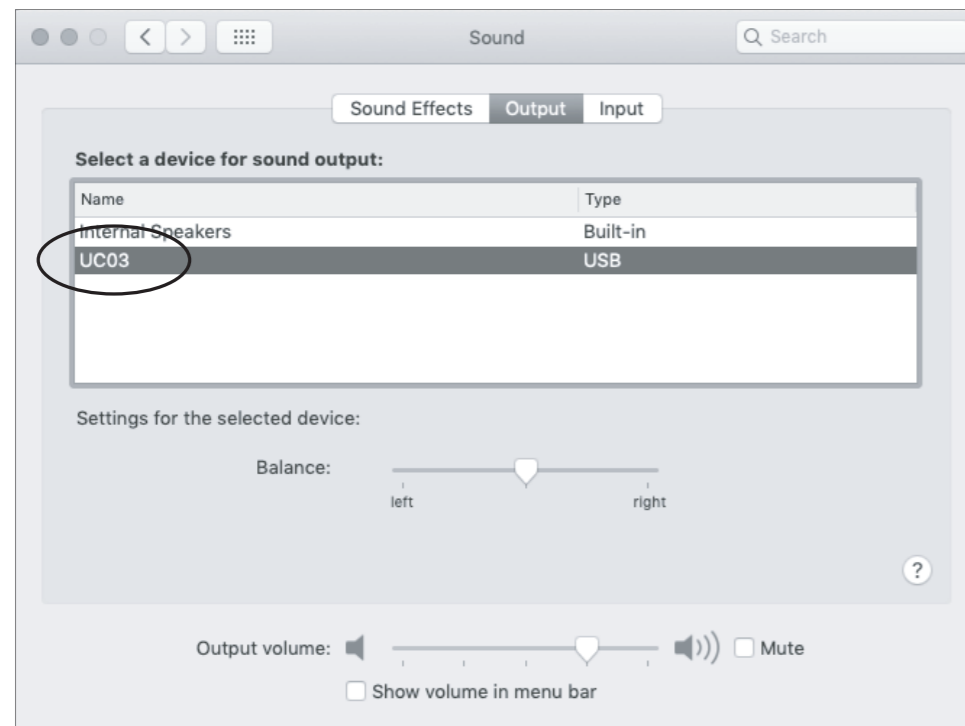 Sound
Search
Sound Effects Output Input
Select a device for sound output:
Name Type
Internal Speakers Built-in
UC03 USB
Settings for the selected device:
Balance:
left right
?
Output volume: Mute
Show volume in menu bar